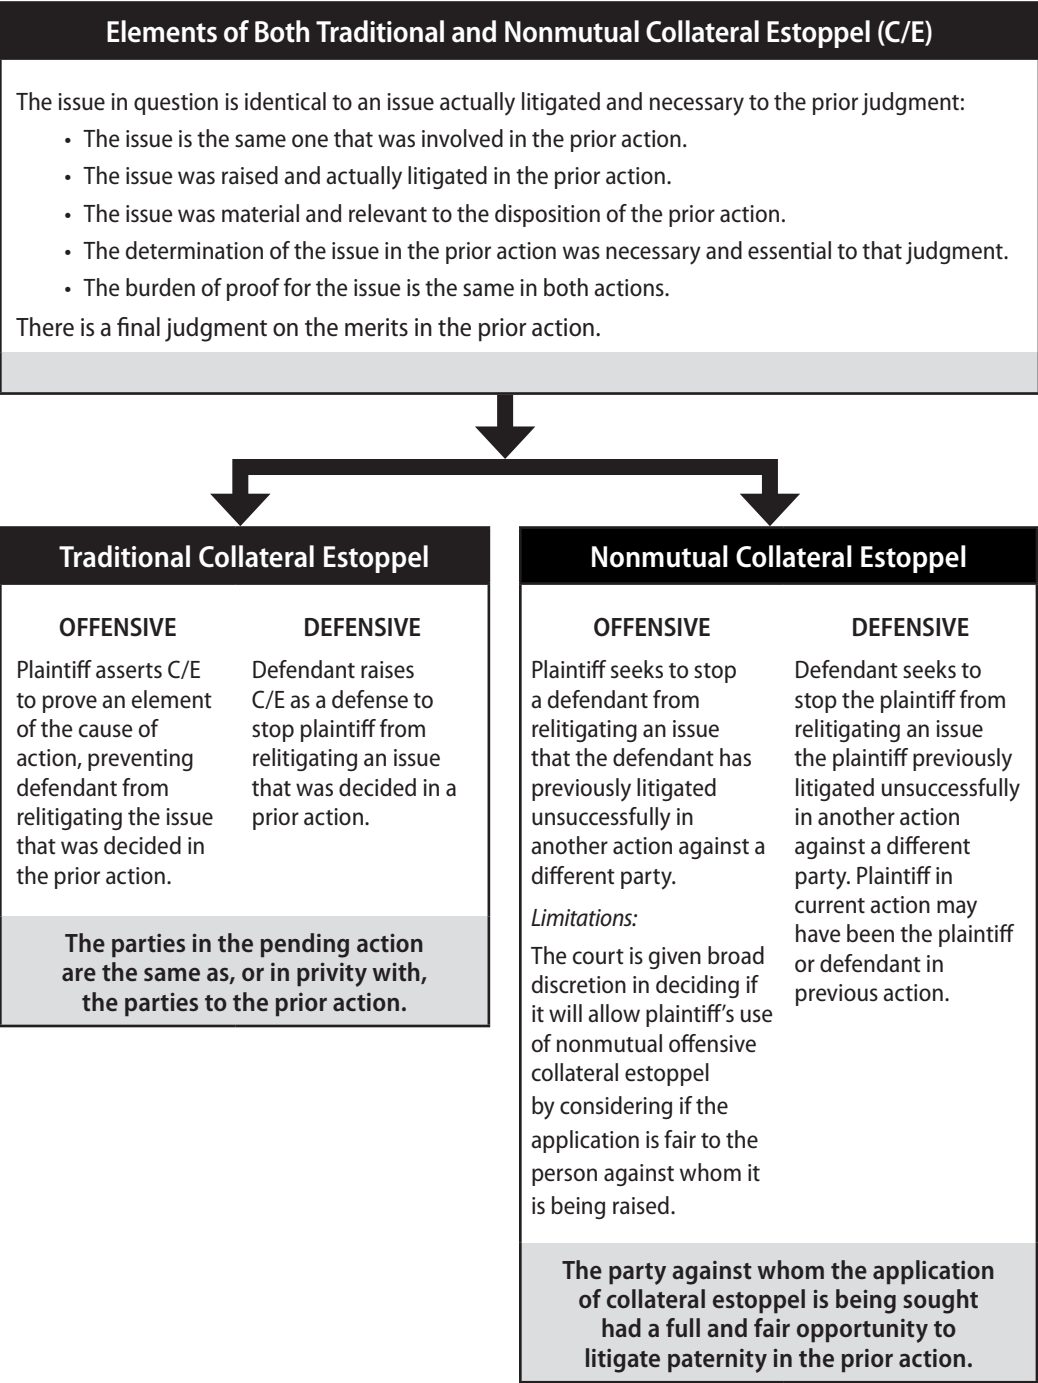 Elements of Both Traditional and Nonmutual Collateral Estoppel (C/E)
The issue in question is identical to an issue actually litigated and necessary to the prior judgment:
• The issue is the same one that was involved in the prior action.
• The issue was raised and actually litigated in the prior action.
• The issue was material and relevant to the disposition of the prior action.
• The determination of the issue in the prior action was necessary and essential to that judgment.
• The burden of proof for the issue is the same in both actions.
There is a final judgment on the merits in the prior action.
Traditional Collateral Estoppel
OFFENSIVE
Plaintiff asserts C/E
to prove an element
of the cause of
action, preventing
defendant from
relitigating the issue
that was decided in
the prior action.
DEFENSIVE
Defendant raises
C/E as a defense to
stop plaintiff from
relitigating an issue
that was decided in a
prior action.
The parties in the pending action
are the same as, or in privity with,
the parties to the prior action.
Nonmutual Collateral Estoppel
OFFENSIVE
Plaintiff seeks to stop
a defendant from
relitigating an issue
that the defendant has
previously litigated
unsuccessfully in
another action against a
different party.
Limitations:
The court is given broad
discretion in deciding if
it will allow plaintiff's use
of nonmutual offensive
collateral estoppel
by considering if the
application is fair to the
person against whom it
is being raised.
DEFENSIVE
Defendant seeks to
stop the plaintiff from
relitigating an issue
the plaintiff previously
litigated unsuccessfully
in another action
against a different
party. Plaintiff in
current action may
have been the plaintiff
or defendant in
previous action.
The party against whom the application
of collateral estoppel is being sought
had a full and fair opportunity to
litigate paternity in the prior action.